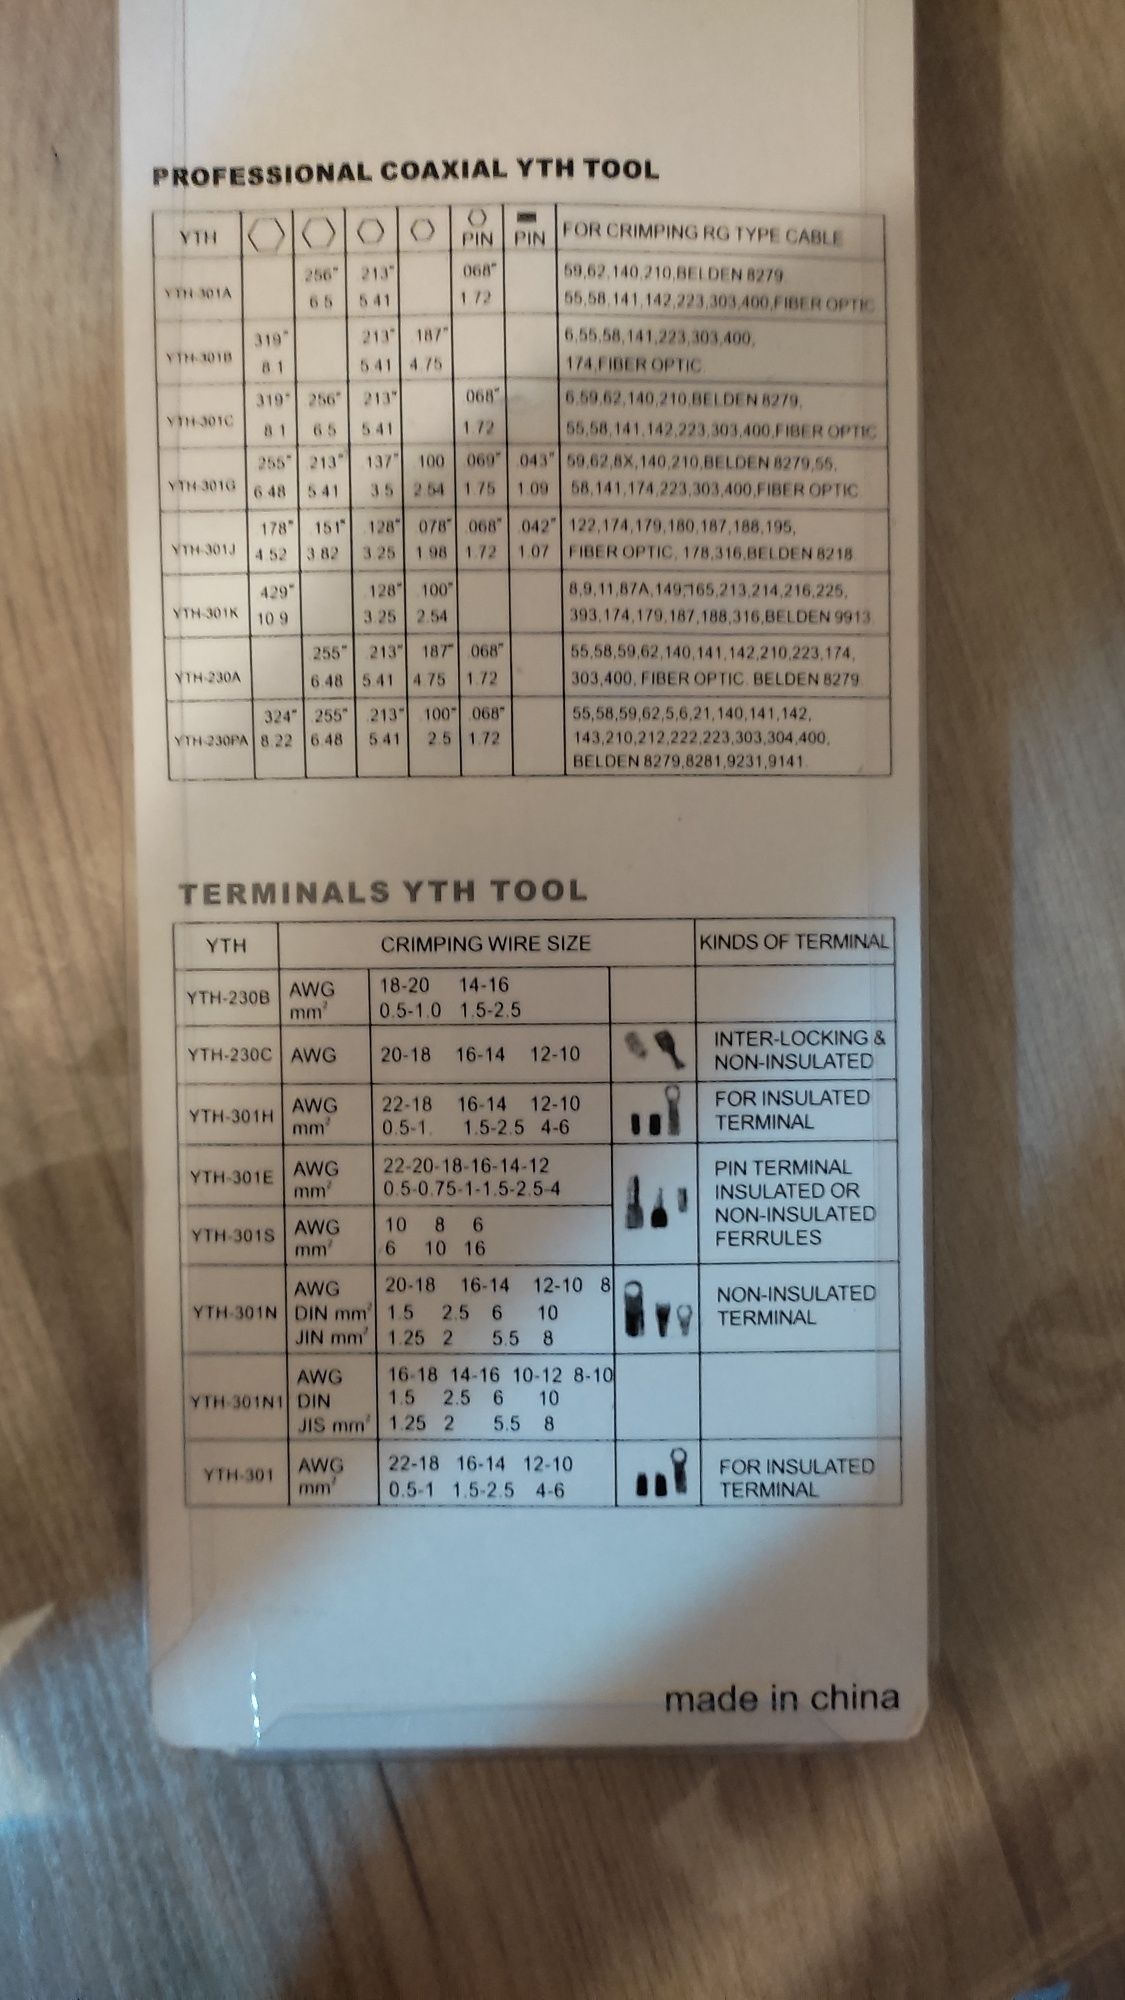 PROFESSIONAL COAXIAL YTH TOOL
YTH PIN PIN FOR CRIMPING RG TYPE CABLE
YTH-301A
.256" .213" .068" 59,62,140,210,BELDEN 8279.
6.5 5.41 1.72 55,58,141,142,223,303,400,FIBER OPTIC
YTH-301B
.319" .213" .187" 6,55,58,141,223,303,400,
8.1 5.41 4.75 174,FIBER OPTIC
YTH-301C
.319" .256" .213" .068" 6,59,62,140,210,BELDEN 8279,
8.1 6.5 5.41 1.72 55,58,141,142,223,303,400,FIBER OPTIC
YTH-301G
.255" .213" .137" .100 .069" .043" 59,62,8X,140,210,BELDEN 8279,55,
6.48 5.41 3.5 2.54 1.75 1.09 58,141,174,223,303,400,FIBER OPTIC
YTH-301J
.178" .151" .128" .078" .068" .042" 122,174,179,180,187,188,195,
4.52 3.82 3.25 1.98 1.72 1.07 FIBER OPTIC, 178,316,BELDEN 8218
YTH-301K
.429" .128" .100" 8,9,11,87A,149,165,213,214,216,225,
10.9 3.25 2.54 393,174,179,187,188,316,BELDEN 9913
YTH-230A
.255" .213" .187" .068" 55,58,59,62,140,141,142,210,223,174,
6.48 5.41 4.75 1.72 303,400, FIBER OPTIC. BELDEN 8279
.324" .255" .213" .100" .068" 55,58,59,62,5,6,21,140,141,142,
YTH-230PA 8.22 6.48 5.41 2.5 1.72 143,210,212,222,223,303,304,400,
BELDEN 8279,8281,9231,9141
TERMINALS YTH TOOL
YTH CRIMPING WIRE SIZE KINDS OF TERMINAL
YTH-230B
AWG 18-20 14-16
mm² 0.5-1.0 1.5-2.5
YTH-230C AWG 20-18 16-14 12-10
INTER-LOCKING &
NON-INSULATED
YTH-301H
AWG 22-18 16-14 12-10
mm² 0.5-1. 1.5-2.5 4-6
FOR INSULATED
TERMINAL
YTH-301E
AWG 22-20-18-16-14-12
mm² 0.5-0.75-1-1.5-2.5-4
YTH-301S
AWG 10 8 6
mm² 6 10 16
PIN TERMINAL
INSULATED OR
NON-INSULATED
FERRULES
AWG 20-18 16-14 12-10 8
YTH-301N DIN mm² 1.5 2.5 6 10
JIN mm² 1.25 2 5.5 8
NON-INSULATED
TERMINAL
AWG 16-18 14-16 10-12 8-10
YTH-301N1 DIN 1.5 2.5 6 10
JIS mm² 1.25 2 5.5 8
YTH-301
AWG 22-18 16-14 12-10
mm² 0.5-1 1.5-2.5 4-6
FOR INSULATED
TERMINAL
made in china